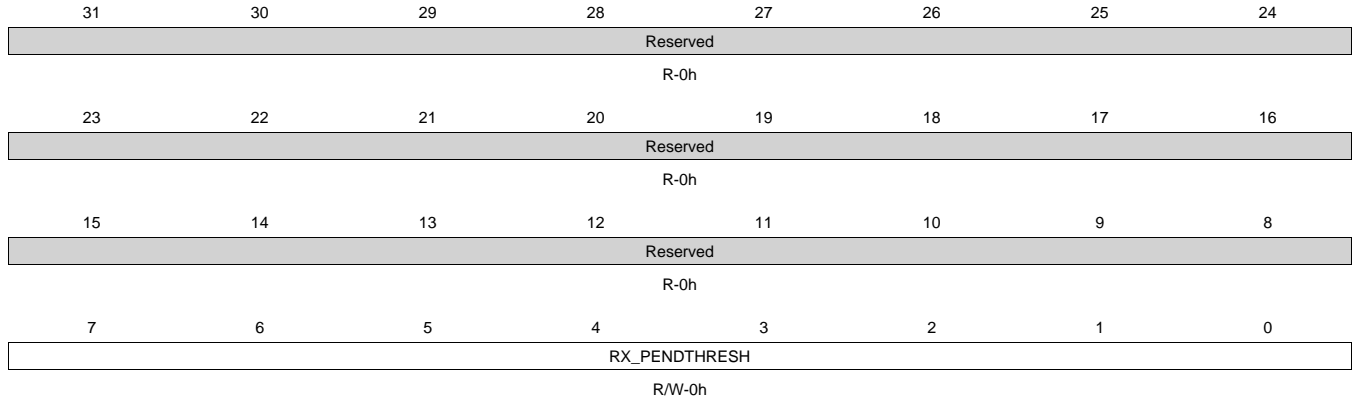 31 30 29 28 27 26 25 24
Reserved
R-0h
23 22 21 20 19 18 17 16
Reserved
R-0h
15 14 13 12 11 10 9 8
Reserved
R-0h
7 6 5 4 3 2 1 0
RX_PENDTHRESH
R/W-0h